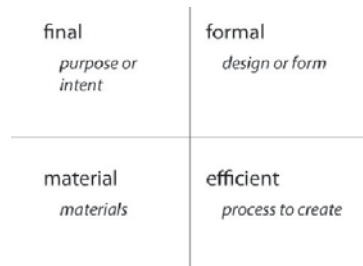 final
purpose or
intent
formal
design or form
material
materials
efficient
process to create